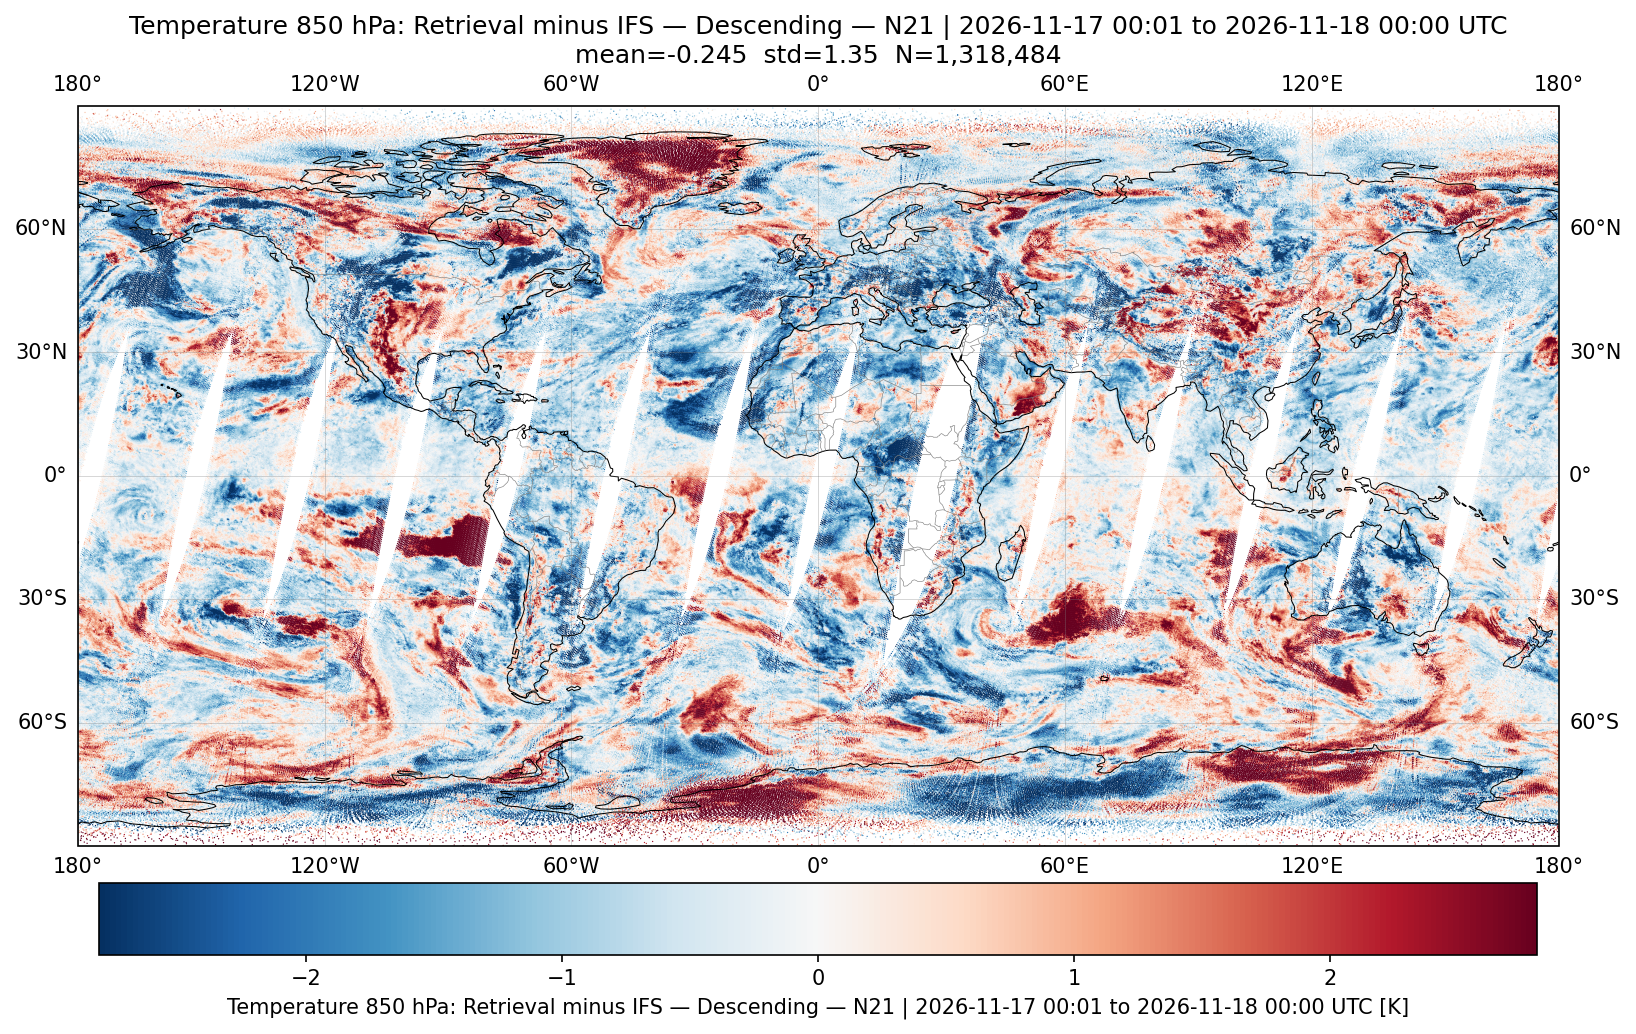 Temperature 850 hPa: Retrieval minus IFS — Descending — N21 | 2026-11-17 00:01 to 2026-11-18 00:00 UTC
mean=-0.245  std=1.35  N=1,318,484
180° 120°W 60°W 0° 60°E 120°E 180°
60°N 60°N
30°N 30°N
0° 0°
30°S 30°S
60°S 60°S
180° 120°W 60°W 0° 60°E 120°E 180°
−2 −1 0 1 2
Temperature 850 hPa: Retrieval minus IFS — Descending — N21 | 2026-11-17 00:01 to 2026-11-18 00:00 UTC [K]